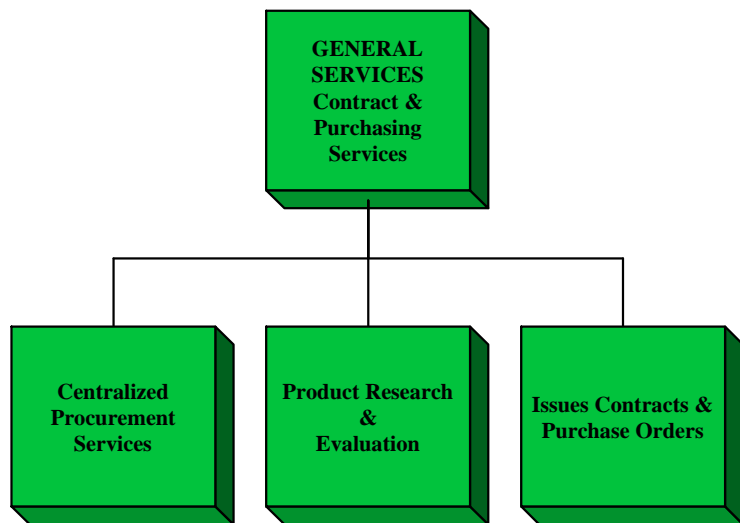 GENERAL
SERVICES
Contract &
Purchasing
Services
Centralized
Procurement
Services
Product Research
&
Evaluation
Issues Contracts &
Purchase Orders